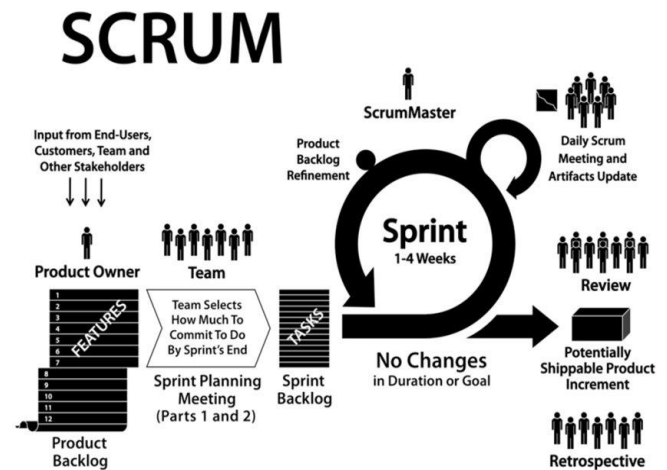 SCRUM
Input from End-Users,
Customers, Team and
Other Stakeholders
Product Owner
Team
1
2
3
4
5
6
7
FEATURES
8
9
10
11
12
Product
Backlog
Team Selects
How Much To
Commit To Do
By Sprint's End
Sprint Planning
Meeting
(Parts 1 and 2)
TASKS
Sprint
Backlog
ScrumMaster
Product
Backlog
Refinement
Sprint
1-4 Weeks
No Changes
in Duration or Goal
Daily Scrum
Meeting and
Artifacts Update
Review
Potentially
Shippable Product
Increment
Retrospective